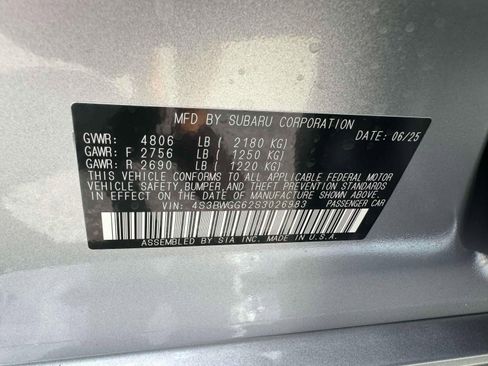 MFD BY SUBARU CORPORATION
GVWR: 4806 LB ( 2180 KG) DATE: 06/25
GAWR: F 2756 LB ( 1250 KG)
GAWR: R 2690 LB ( 1220 KG)
THIS VEHICLE CONFORMS TO ALL APPLICABLE FEDERAL MOTOR
VEHICLE SAFETY, BUMPER, AND THEFT PREVENTION STANDARDS
IN EFFECT ON THE DATE OF MANUFACTURE SHOWN ABOVE.
VIN: 4S3BWGG62S3026983 PASSENGER CAR
ASSEMBLED BY SIA INC. MADE IN U.S.A.